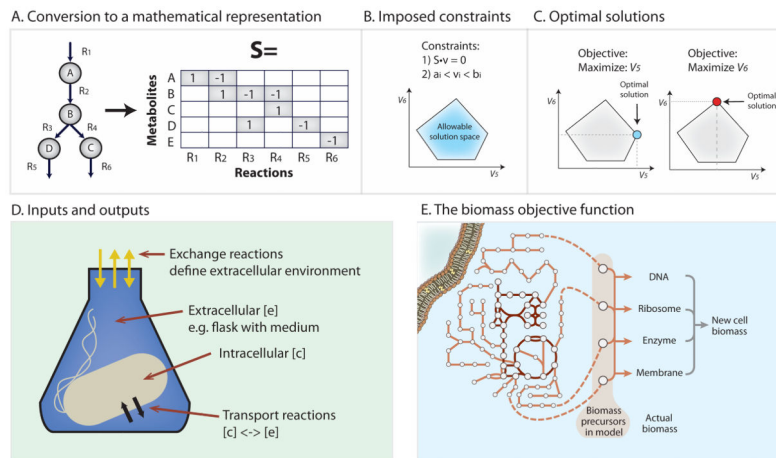 A. Conversion to a mathematical representation
R1
A
R2
B
R3 R4
D C
R5 R6
S=
Metabolites
A 1 -1
B 1 -1 -1
C 1
D 1 -1
E -1
R1 R2 R3 R4 R5 R6
Reactions
B. Imposed constraints
Constraints:
1) S•v = 0
2) ai < vi < bi
V6
Allowable
solution space
V5
C. Optimal solutions
Objective:
Maximize: V5
Optimal
solution
V6
V5
Objective:
Maximize V6
Optimal
solution
V6
V5
D. Inputs and outputs
Exchange reactions
define extracellular environment
Extracellular [e]
e.g. flask with medium
Intracellular [c]
Transport reactions
[c] <-> [e]
E. The biomass objective function
DNA
Ribosome
Enzyme
Membrane
New cell
biomass
Biomass
precursors
in model
Actual
biomass